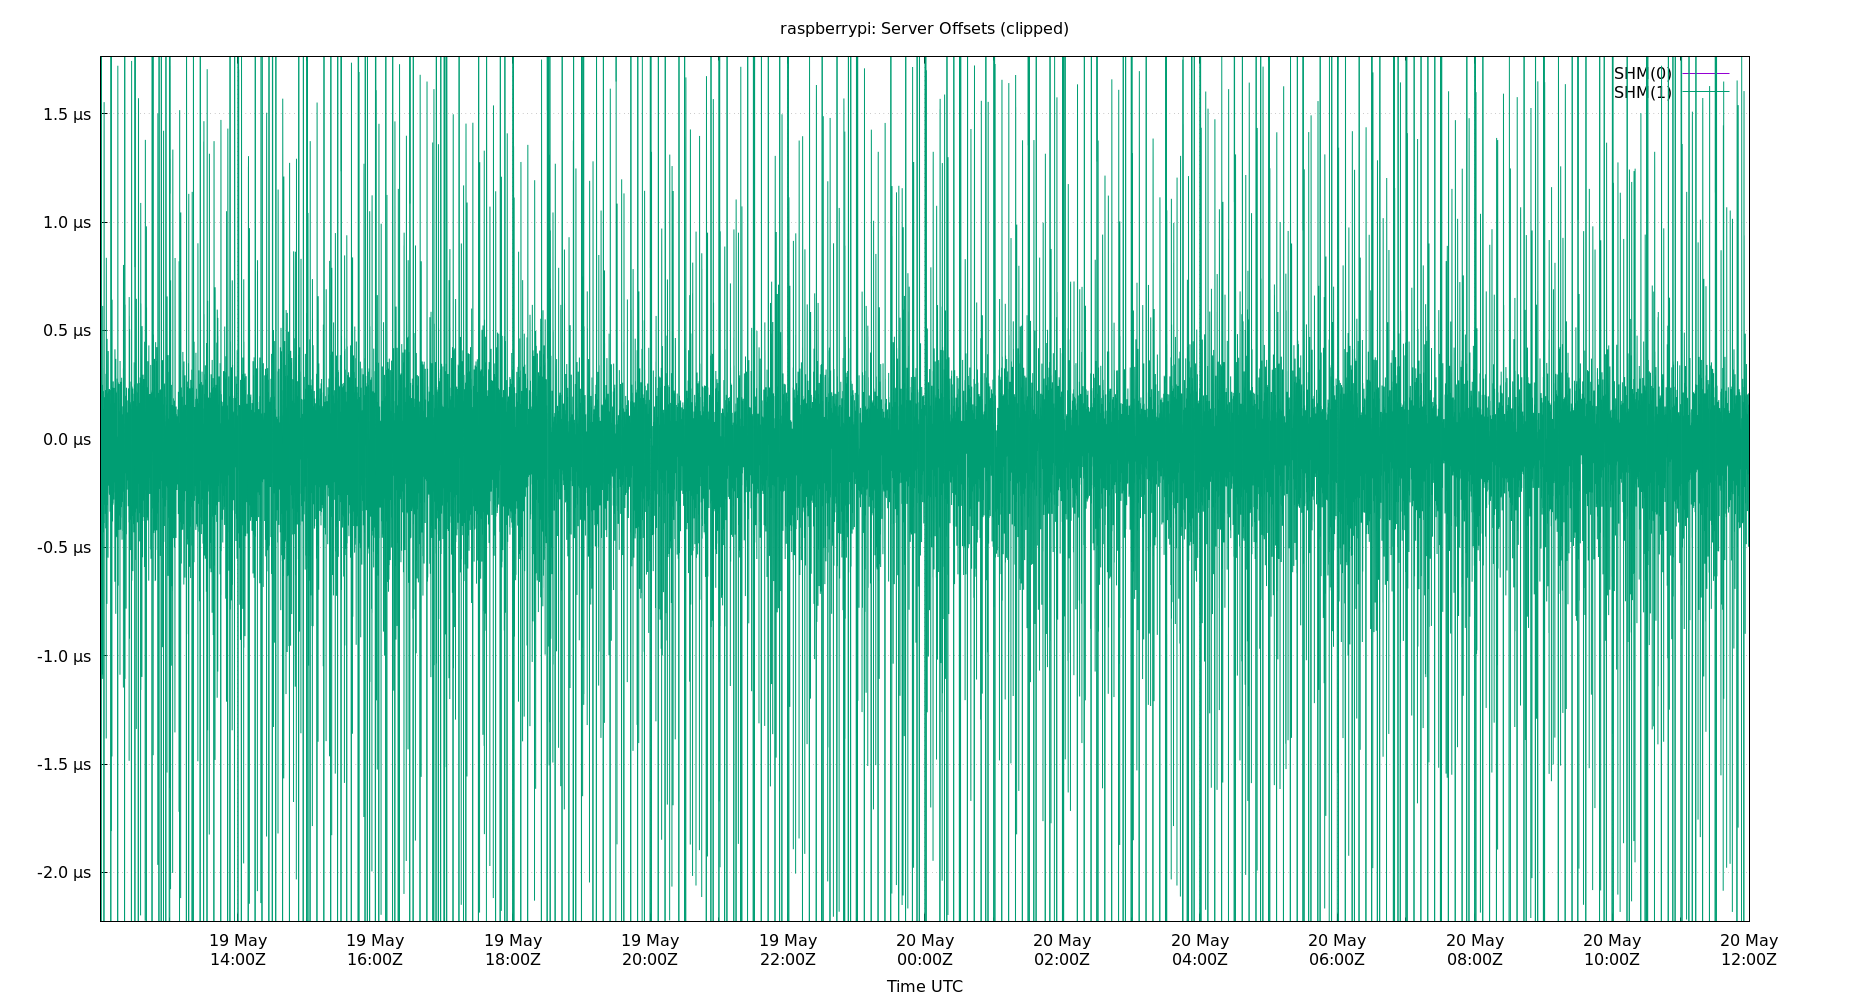 raspberrypi: Server Offsets (clipped)
SHM(0)
SHM(1)
1.5 µs
1.0 µs
0.5 µs
0.0 µs
-0.5 µs
-1.0 µs
-1.5 µs
-2.0 µs
19 May 19 May 19 May 19 May 19 May 20 May 20 May 20 May 20 May 20 May 20 May 20 May
14:00Z 16:00Z 18:00Z 20:00Z 22:00Z 00:00Z 02:00Z 04:00Z 06:00Z 08:00Z 10:00Z 12:00Z
Time UTC